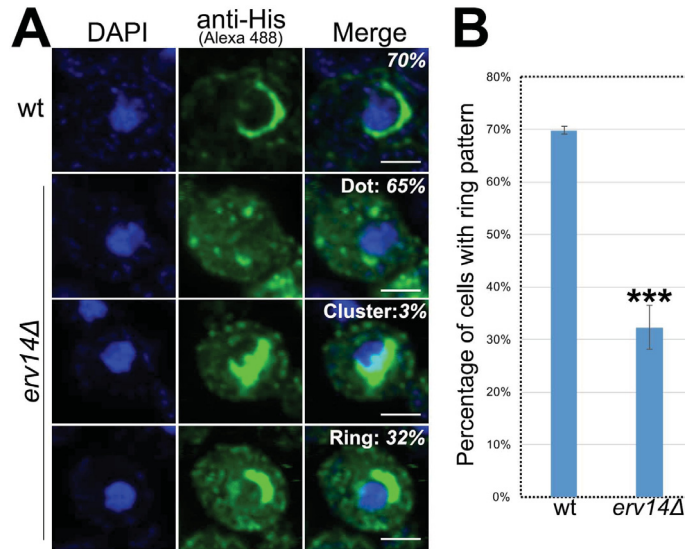 A
DAPI
anti-His
(Alexa 488)
Merge
wt
70%
erv14Δ
Dot: 65%
Cluster:3%
Ring: 32%
B
Percentage of cells with ring pattern
80%
70%
60%
50%
40%
30%
20%
10%
0%
***
wt
erv14Δ